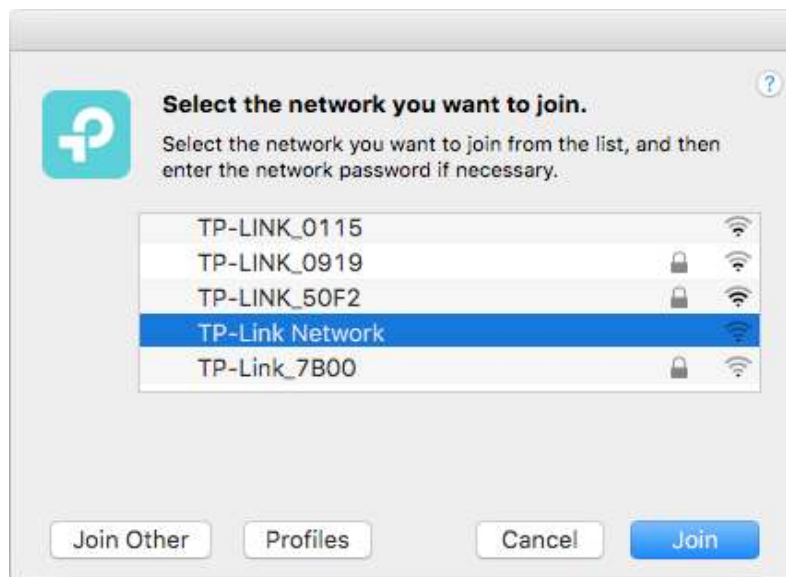 ?
Select the network you want to join.
Select the network you want to join from the list, and then
enter the network password if necessary.
TP-LINK_0115
TP-LINK_0919
TP-LINK_50F2
TP-Link Network
TP-Link_7B00
Join Other Profiles Cancel Join